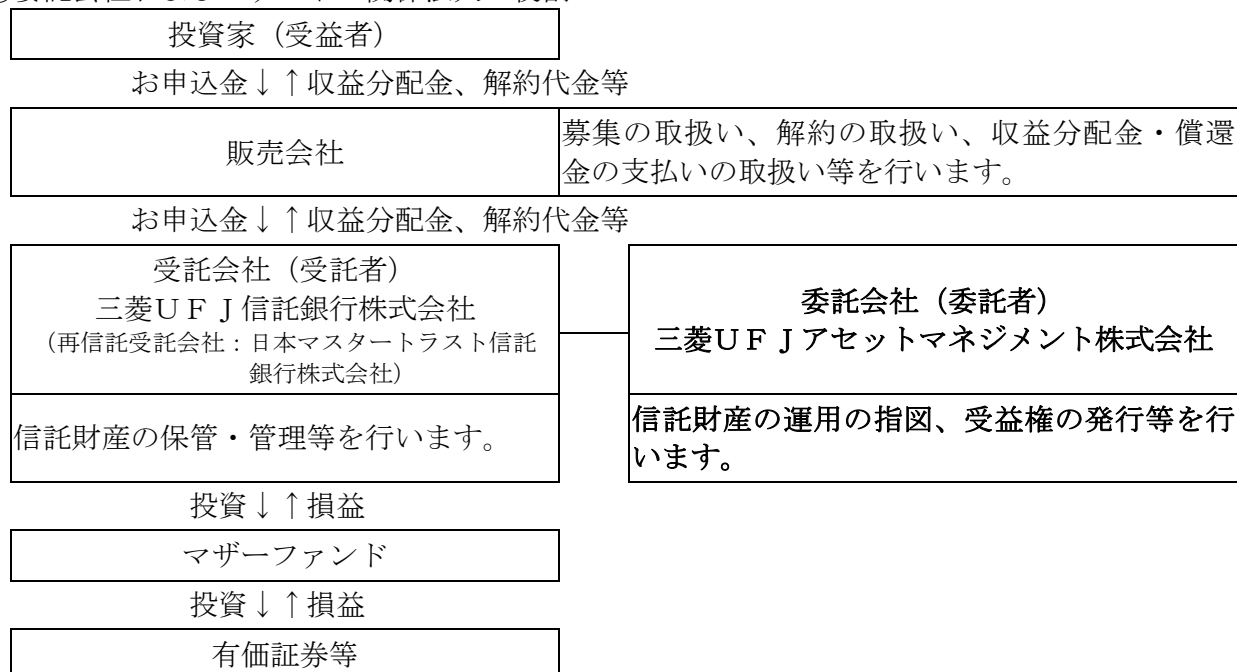 投資家（受益者）
お申込金↓↑収益分配金、解約代金等
販売会社
募集の取扱い、解約の取扱い、収益分配金・償還
金の支払いの取扱い等を行います。
お申込金↓↑収益分配金、解約代金等
受託会社（受託者）
三菱ＵＦＪ信託銀行株式会社
（再信託受託会社：日本マスタートラスト信託
銀行株式会社）
委託会社（委託者）
三菱ＵＦＪアセットマネジメント株式会社
信託財産の保管・管理等を行います。
信託財産の運用の指図、受益権の発行等を行
います。
投資↓↑損益
マザーファンド
投資↓↑損益
有価証券等